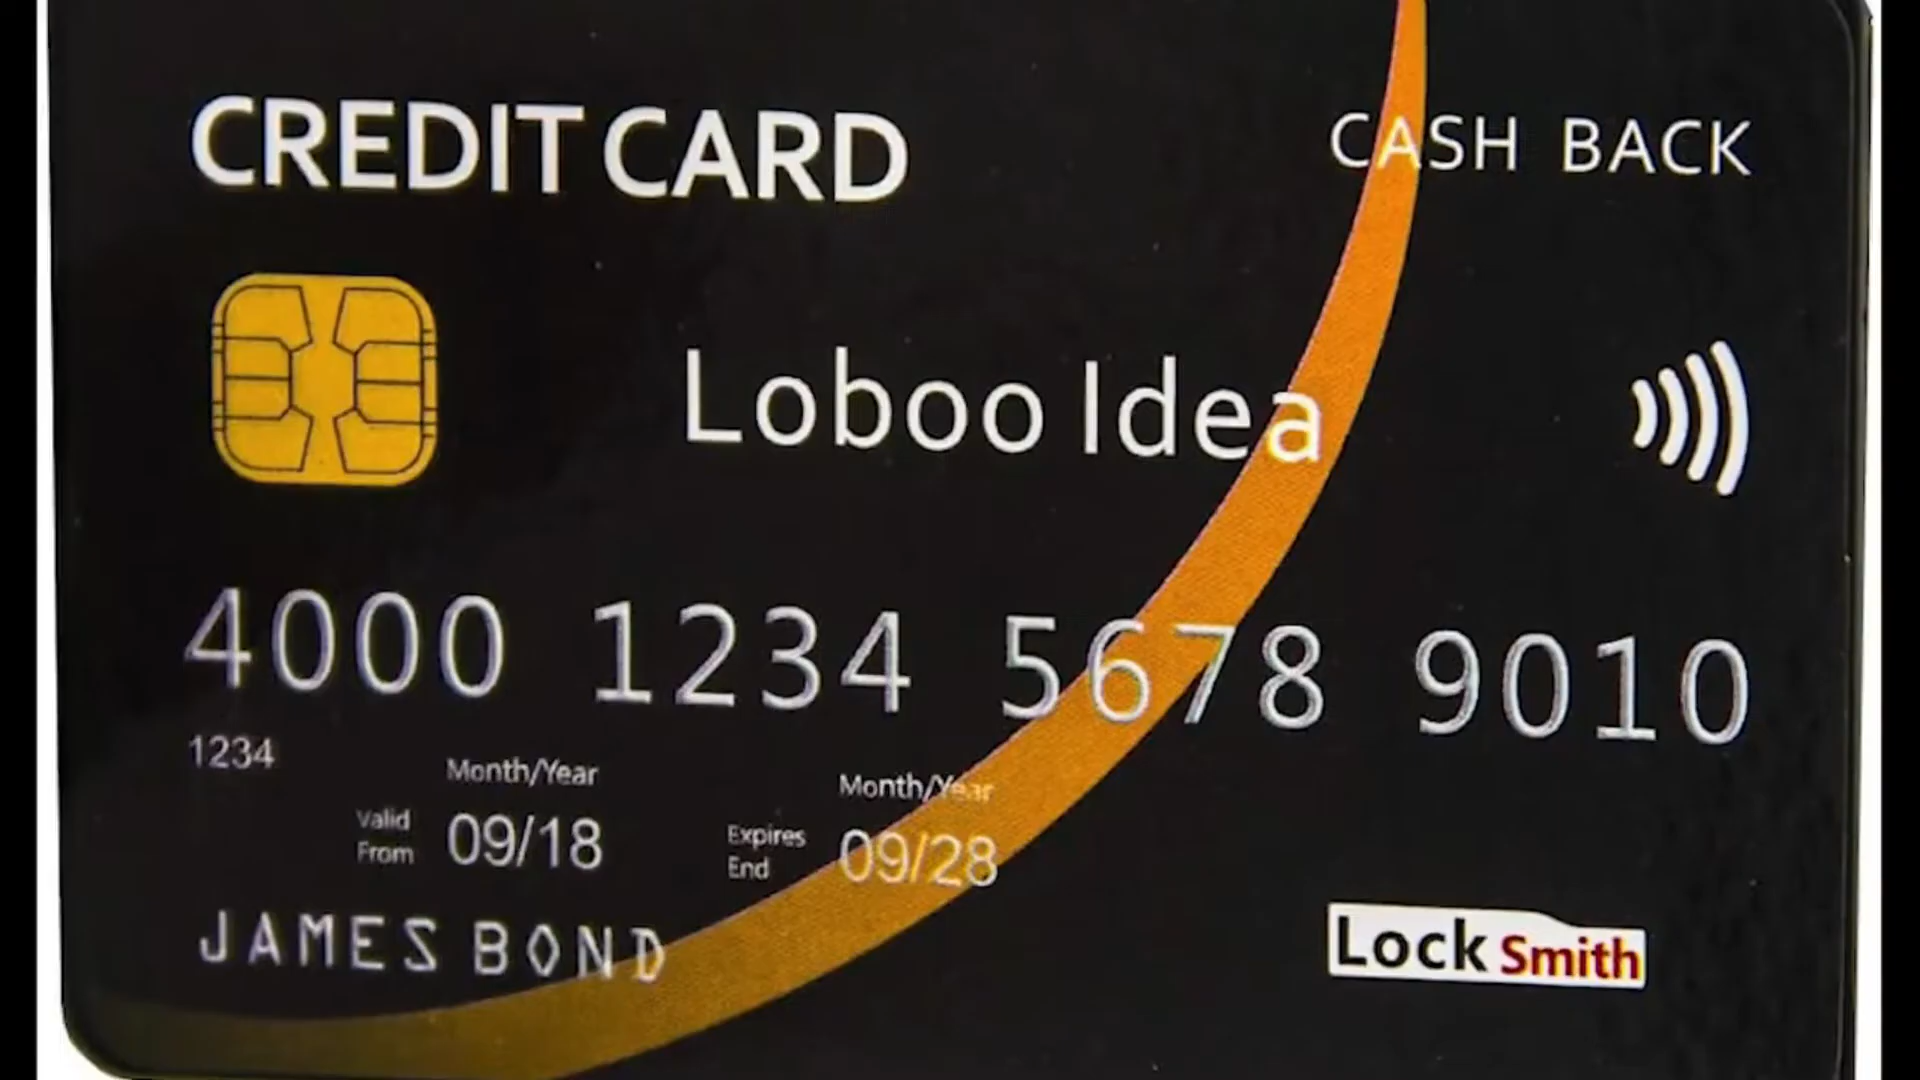 CREDIT CARD
CASH BACK
Loboo Idea
4000 1234 5678 9010
1234
Month/Year
Month/Year
Valid
From
09/18
Expires
End
09/28
JAMES BOND
Lock Smith